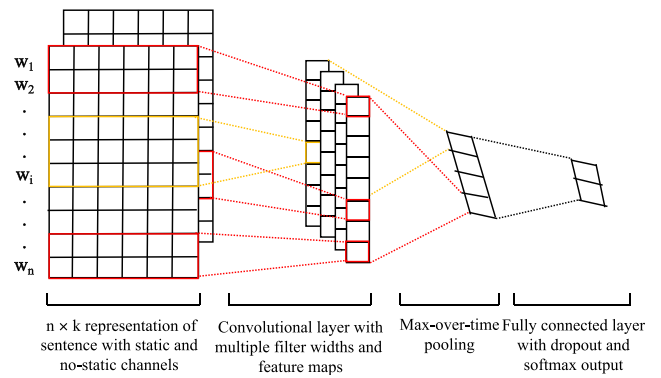 w1
w2
.
.
.
wi
.
.
.
wn
n × k representation of
sentence with static and
no-static channels
Convolutional layer with
multiple filter widths and
feature maps
Max-over-time
pooling
Fully connected layer
with dropout and
softmax output